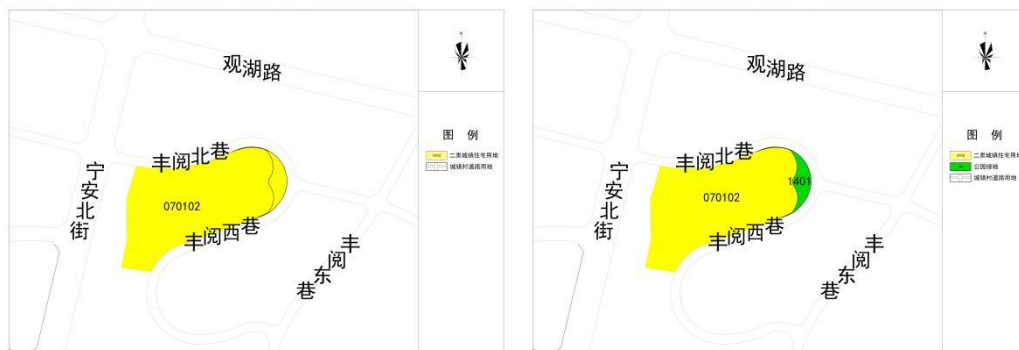 观湖路
图 例
二类城镇住宅用地
城镇村道路用地
丰阅北巷
宁安北街
070102
丰阅西巷
丰阅东巷
观湖路
图 例
二类城镇住宅用地
公园绿地
城镇村道路用地
丰阅北巷
宁安北街
070102
1401
丰阅西巷
丰阅东巷